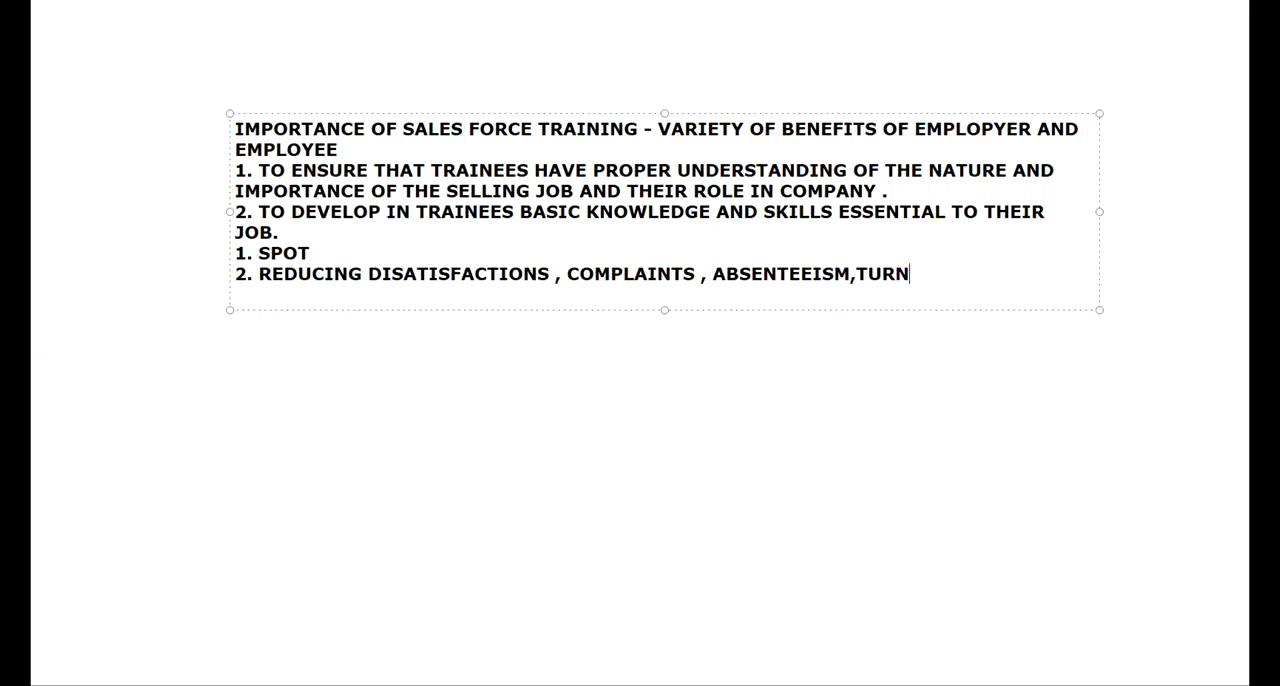 IMPORTANCE OF SALES FORCE TRAINING - VARIETY OF BENEFITS OF EMPLOPYER AND
EMPLOYEE
1. TO ENSURE THAT TRAINEES HAVE PROPER UNDERSTANDING OF THE NATURE AND
IMPORTANCE OF THE SELLING JOB AND THEIR ROLE IN COMPANY .
2. TO DEVELOP IN TRAINEES BASIC KNOWLEDGE AND SKILLS ESSENTIAL TO THEIR
JOB.
1. SPOT
2. REDUCING DISATISFACTIONS , COMPLAINTS , ABSENTEEISM,TURN